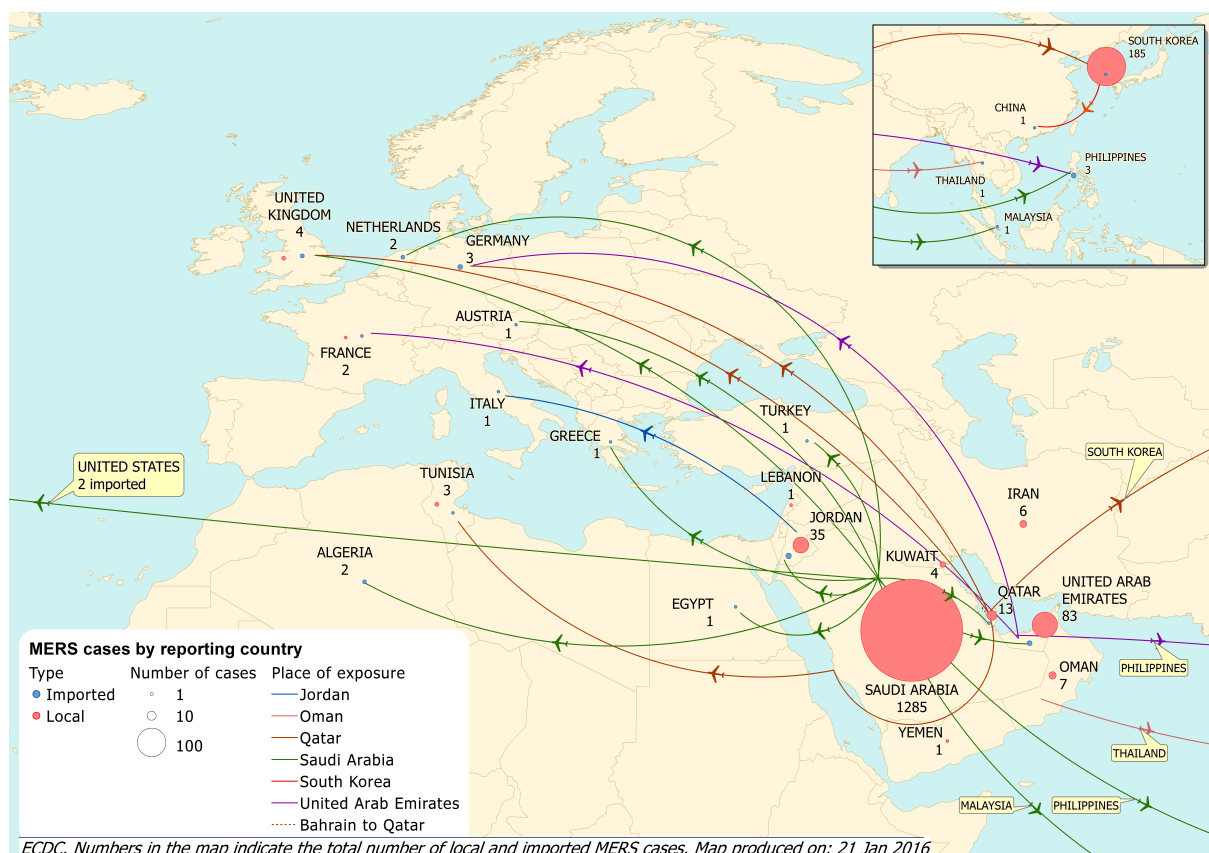 SOUTH KOREA
185
CHINA
1
PHILIPPINES
3
THAILAND
1
MALAYSIA
1
UNITED
KINGDOM
4
NETHERLANDS
2
GERMANY
3
AUSTRIA
1
FRANCE
2
ITALY
1
GREECE
1
TURKEY
1
UNITED STATES
2 imported
TUNISIA
3
LEBANON
1
SOUTH KOREA
IRAN
6
JORDAN
35
ALGERIA
2
KUWAIT
4
QATAR
13
UNITED ARAB
EMIRATES
83
EGYPT
1
PHILIPPINES
OMAN
7
SAUDI ARABIA
1285
YEMEN
1
THAILAND
MALAYSIA
PHILIPPINES
MERS cases by reporting country
Type
Number of cases
Place of exposure
Imported
Local
1
10
100
Jordan
Oman
Qatar
Saudi Arabia
South Korea
United Arab Emirates
Bahrain to Qatar
ECDC. Numbers in the map indicate the total number of local and imported MERS cases. Map produced on: 21 Jan 2016